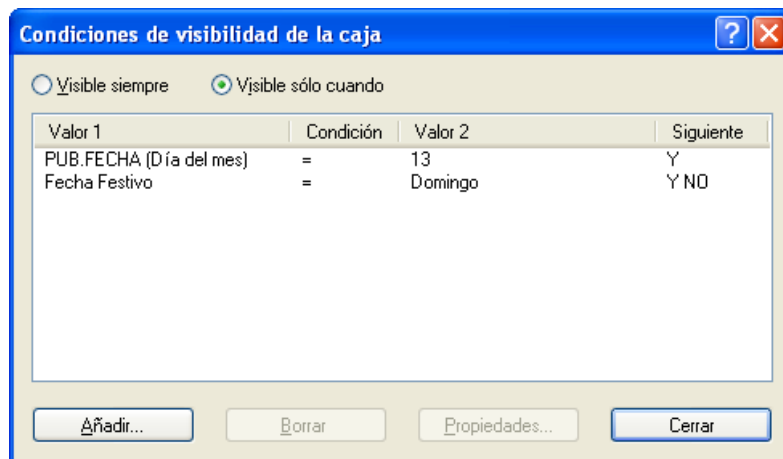 Condiciones de visibilidad de la caja
Visible siempre Visible sólo cuando
Valor 1 Condición Valor 2 Siguiente
PUB.FECHA (Día del mes) = 13 Y
Fecha Festivo = Domingo Y NO
Añadir... Borrar Propiedades... Cerrar